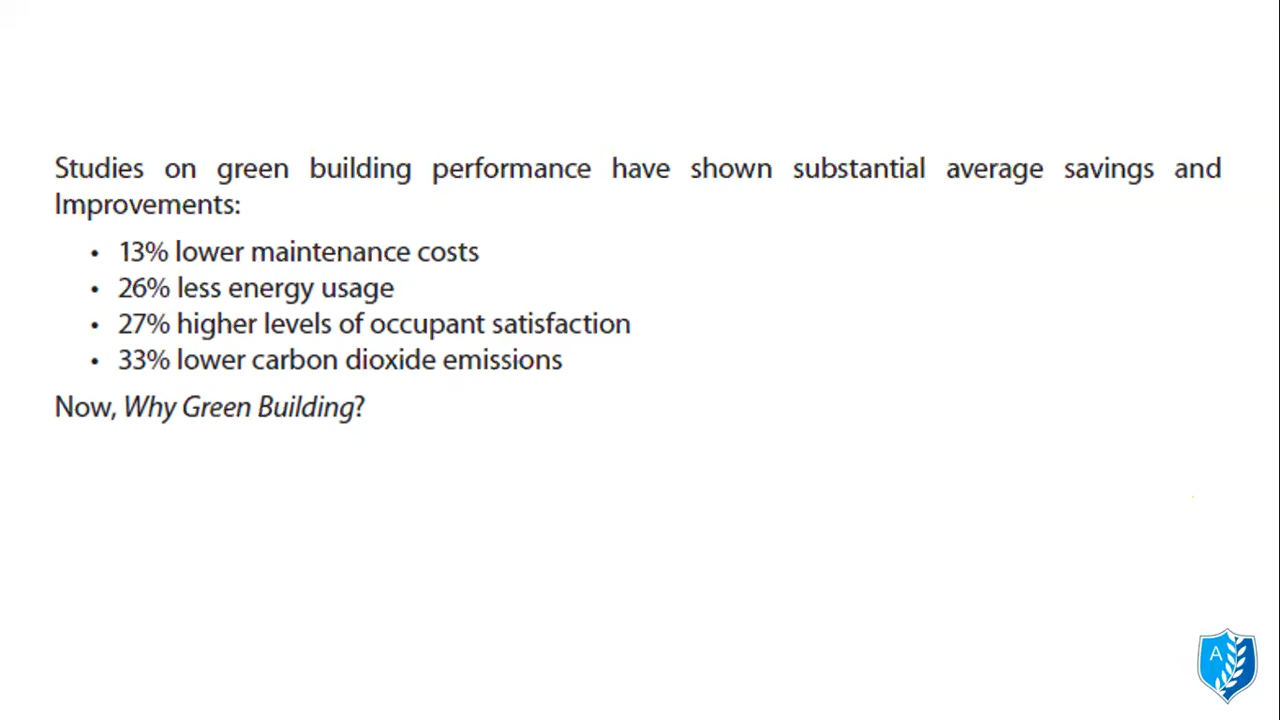 Studies on green building performance have shown substantial average savings and
Improvements:
• 13% lower maintenance costs
• 26% less energy usage
• 27% higher levels of occupant satisfaction
• 33% lower carbon dioxide emissions
Now, Why Green Building?
A